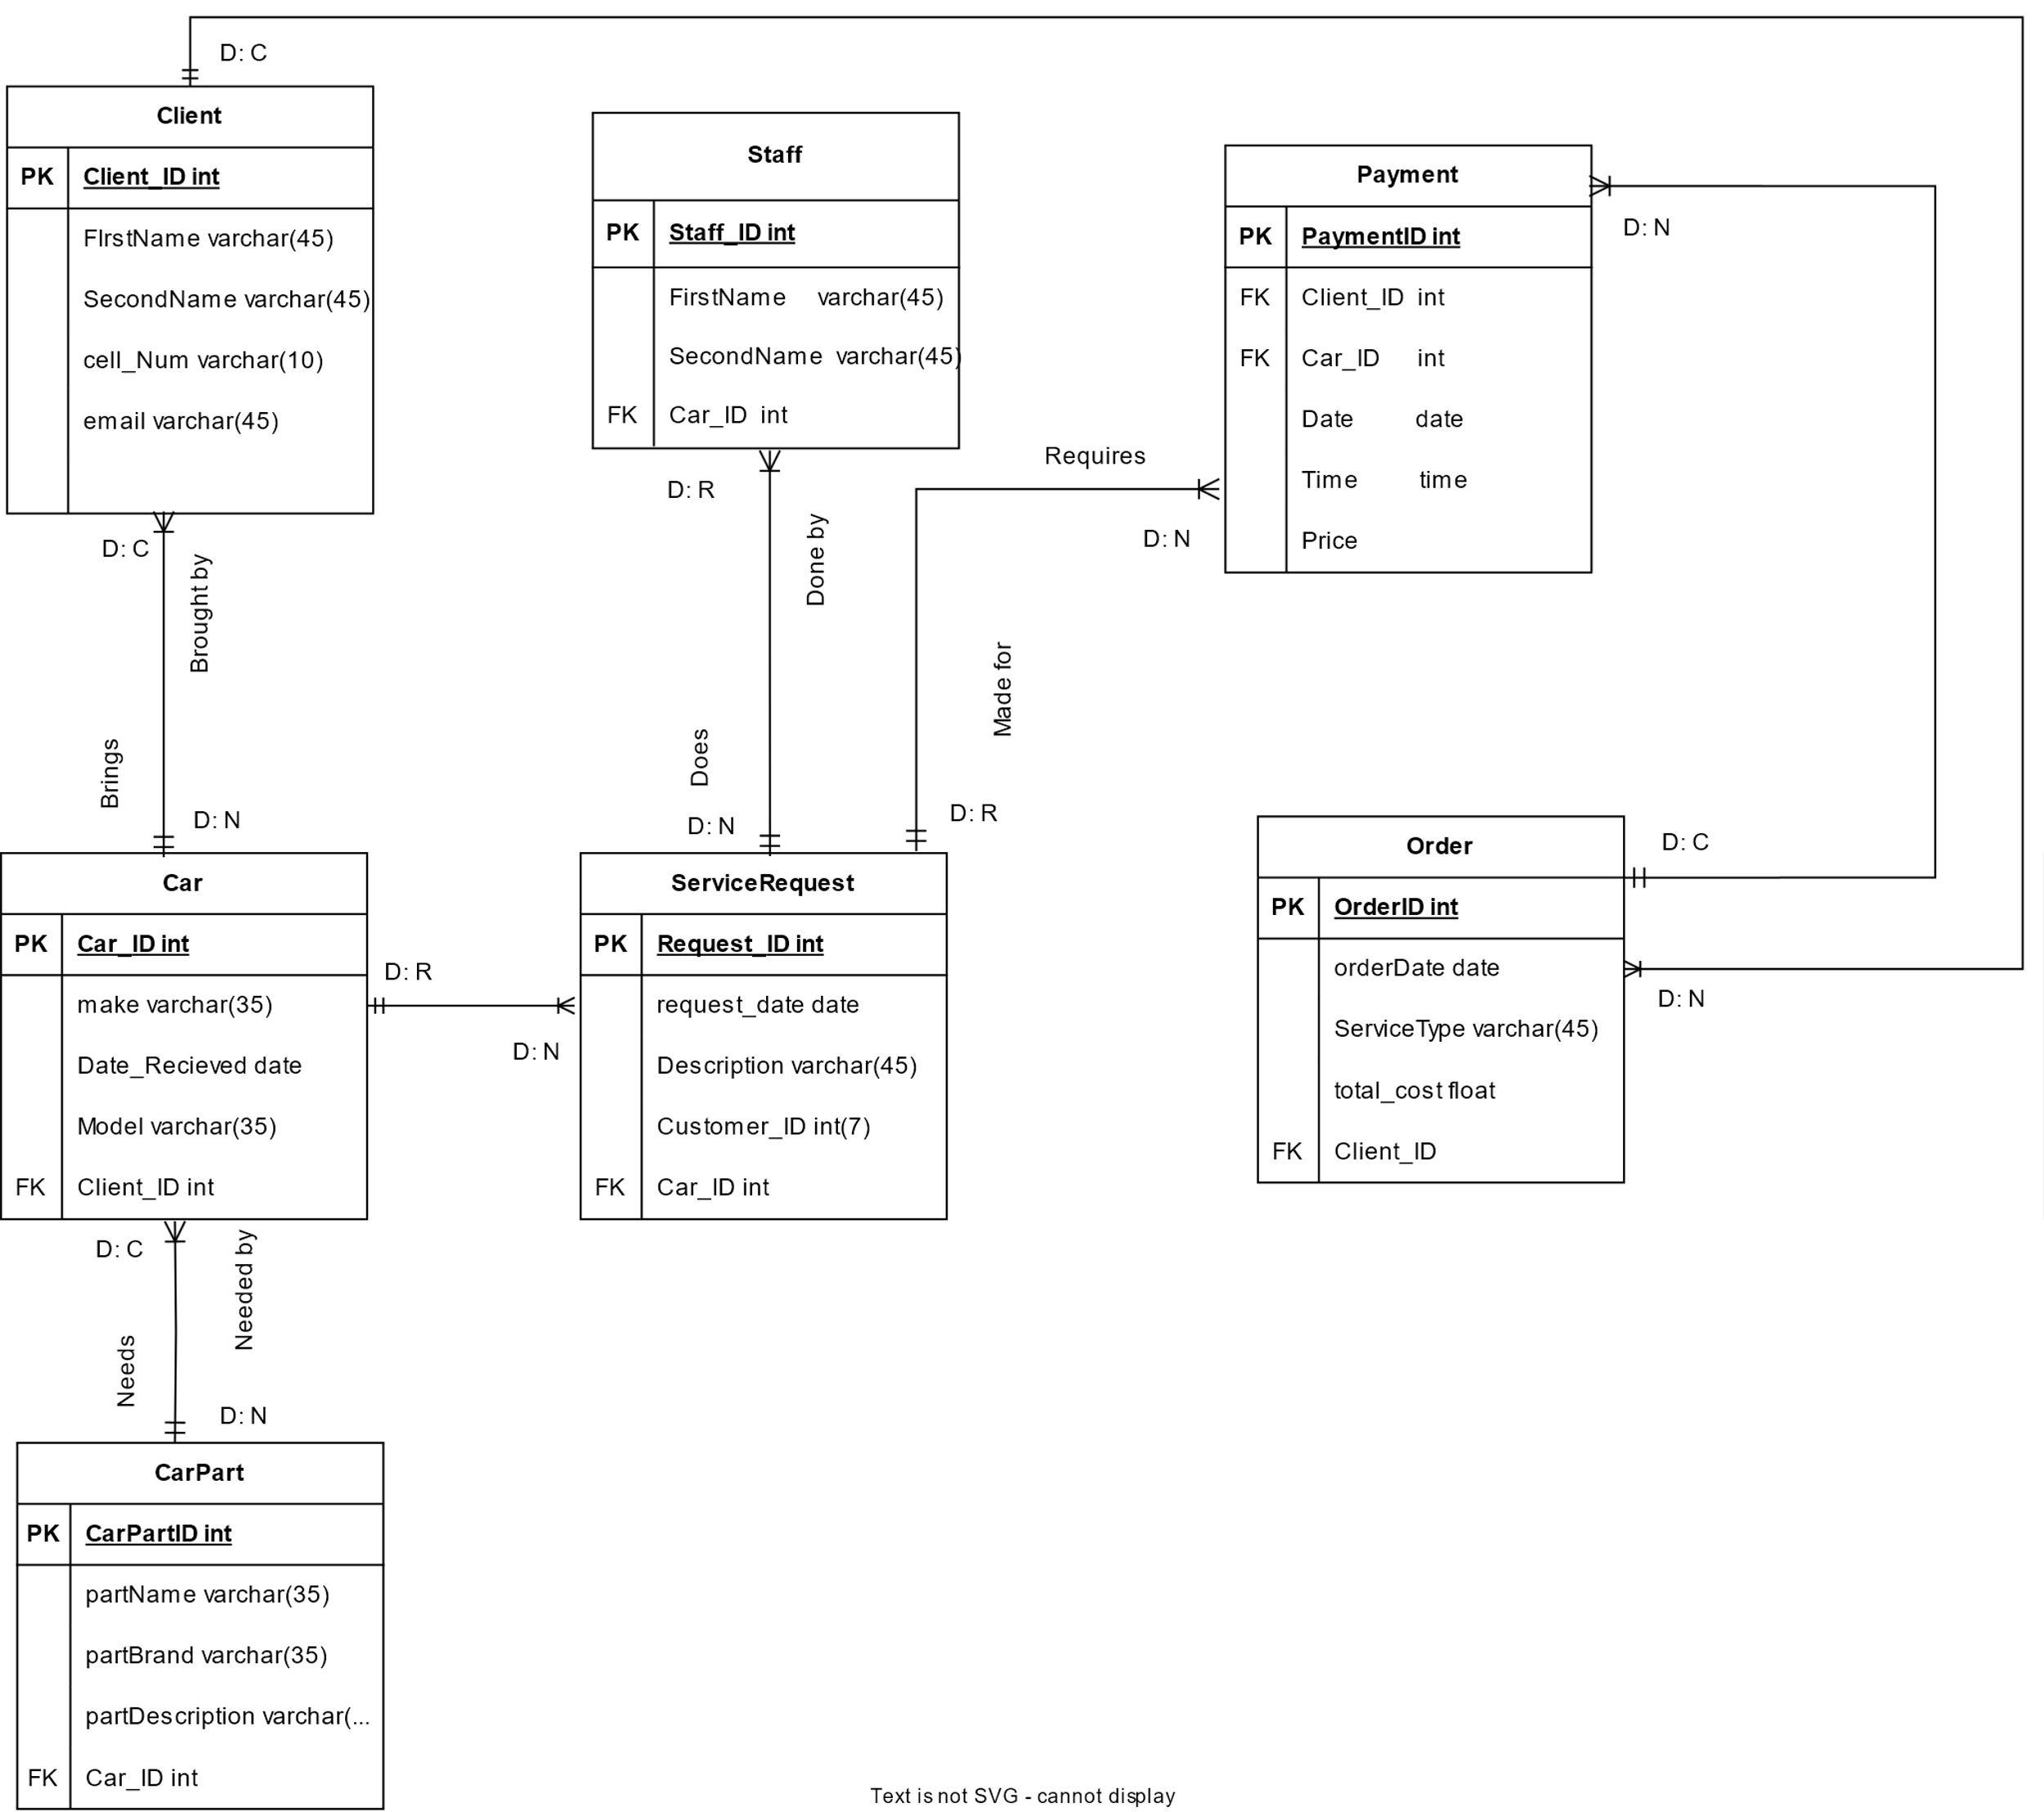 D: C
Client
PK Client_ID int
FIrstName varchar(45)
SecondName varchar(45)
cell_Num varchar(10)
email varchar(45)
Staff
PK Staff_ID int
FirstName varchar(45)
SecondName varchar(45)
FK Car_ID int
Payment
PK PaymentID int
FK Client_ID int
FK Car_ID int
Date date
Time time
Price
D: N
D: C
Brought by
Brings
D: N
D: R
Done by
Does
D: N
Requires
D: N
Made for
D: R
Car
PK Car_ID int
make varchar(35)
Date_Recieved date
Model varchar(35)
FK Client_ID int
D: R
D: N
ServiceRequest
PK Request_ID int
request_date date
Description varchar(45)
Customer_ID int(7)
FK Car_ID int
Order
PK OrderID int
orderDate date
ServiceType varchar(45)
total_cost float
FK Client_ID
D: C
D: N
D: C
Needed by
Needs
D: N
CarPart
PK CarPartID int
partName varchar(35)
partBrand varchar(35)
partDescription varchar(...
FK Car_ID int
Text is not SVG - cannot display